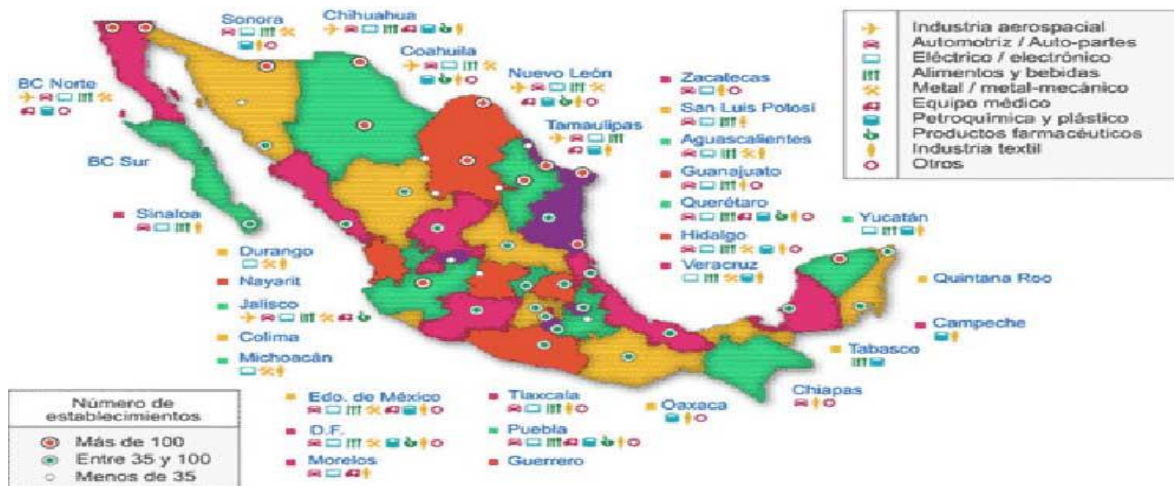 Sonora
Chihuahua
Coahuila
Nuevo León
Tamaulipas
BC Norte
BC Sur
Sinaloa
Durango
Nayarit
Jalisco
Colima
Michoacán
Zacatecas
San Luis Potosí
Aguascalientes
Guanajuato
Querétaro
Hidalgo
Veracruz
Yucatán
Quintana Roo
Campeche
Tabasco
Chiapas
Oaxaca
Edo. de México
D.F.
Morelos
Tlaxcala
Puebla
Guerrero
Industria aerospacial
Automotriz / Auto-partes
Eléctrico / electrónico
Alimentos y bebidas
Metal / metal-mecánico
Equipo médico
Petroquímica y plástico
Productos farmacéuticos
Industria textil
Otros
Número de
establecimientos
Más de 100
Entre 35 y 100
Menos de 35